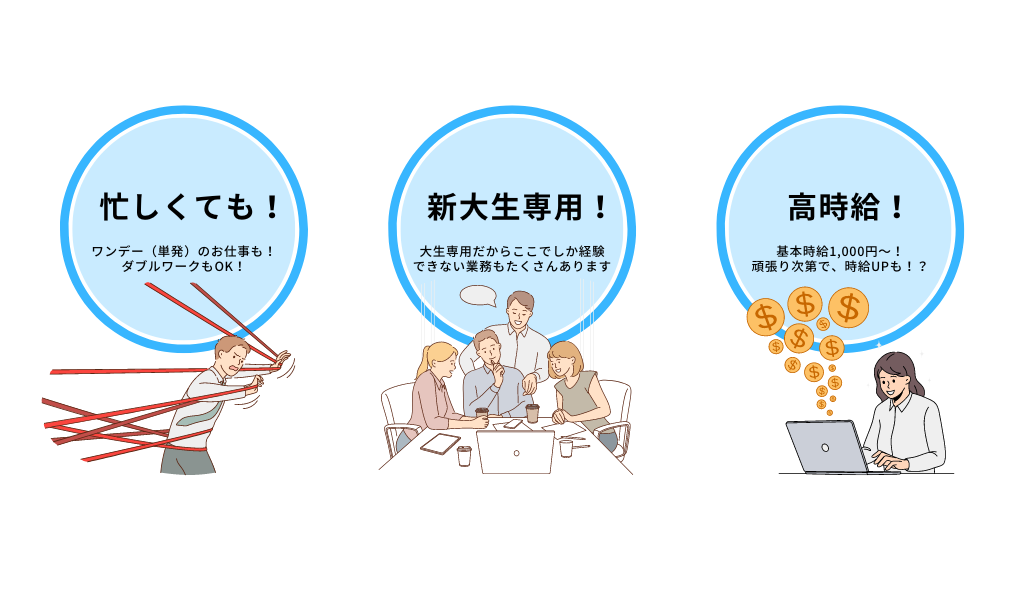 忙しくても！
ワンデー（単発）のお仕事も！
ダブルワークもOK！
新大生専用！
大生専用だからここでしか経験
できない業務もたくさんあります
高時給！
基本時給1,000円～！
頑張り次第で、時給UPも！？